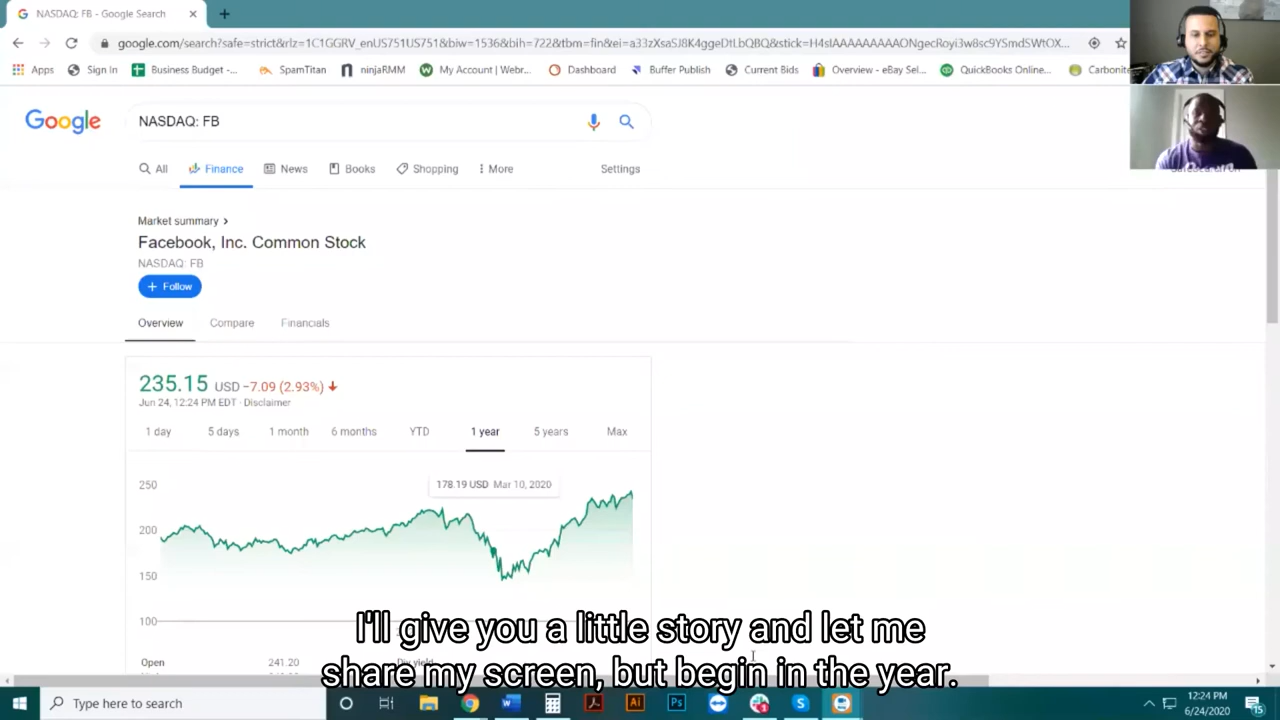 NASDAQ: FB - Google Search
google.com/search?safe=strict&rlz=1C1GGRV_enUS751US751&biw=1536&bih=722&tbm=fin&ei=a33zXsaSJ8K4ggeDtLbQBQ&stick=H4sIAAAAAAAAAONgecRoyi3w8sc9YSmdSWtOX...
Apps Sign In Business Budget -... SpamTitan ninjaRMM My Account | Webr... Dashboard Buffer Publish Current Bids Overview - eBay Sel... QuickBooks Online... Carbonite
Google
NASDAQ: FB
All Finance News Books Shopping More Settings
Market summary >
Facebook, Inc. Common Stock
NASDAQ: FB
+ Follow
Overview Compare Financials
235.15 USD −7.09 (2.93%)
Jun 24, 12:24 PM EDT · Disclaimer
1 day 5 days 1 month 6 months YTD 1 year 5 years Max
178.19 USD Mar 10, 2020
250
200
150
100
I'll give you a little story and let me
share my screen, but begin in the year.
Open 241.20 Div yield
Type here to search
12:24 PM
6/24/2020
15